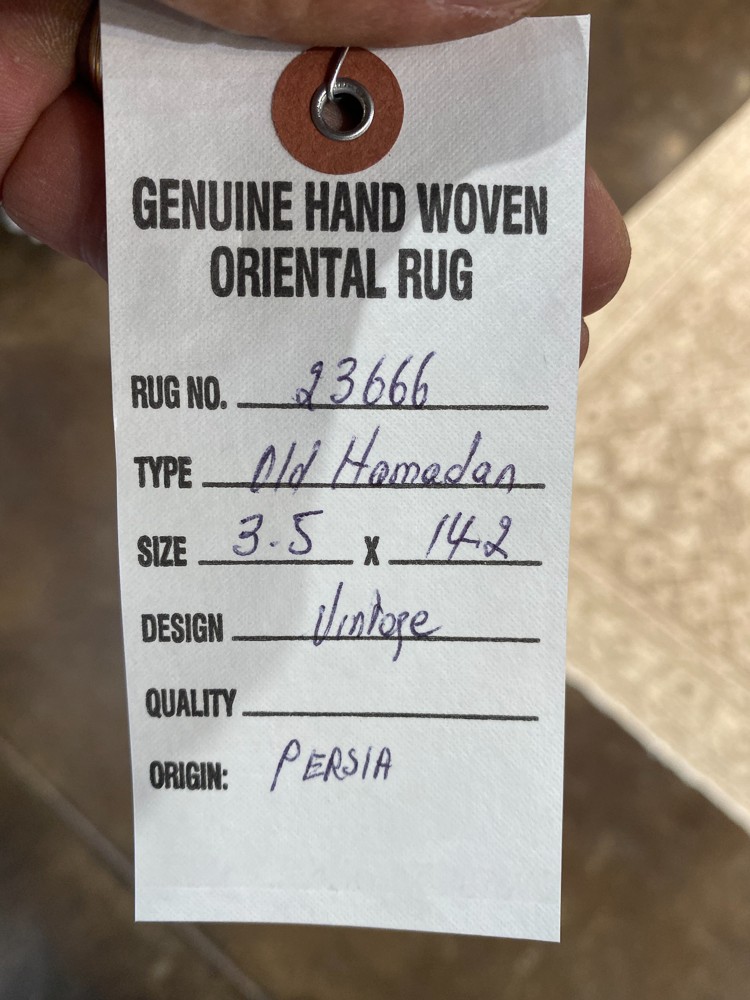 GENUINE HAND WOVEN
ORIENTAL RUG
RUG NO. 23666
TYPE Old Hamadan
SIZE 3.5 X 14.2
DESIGN Vintage
QUALITY
ORIGIN: PERSIA